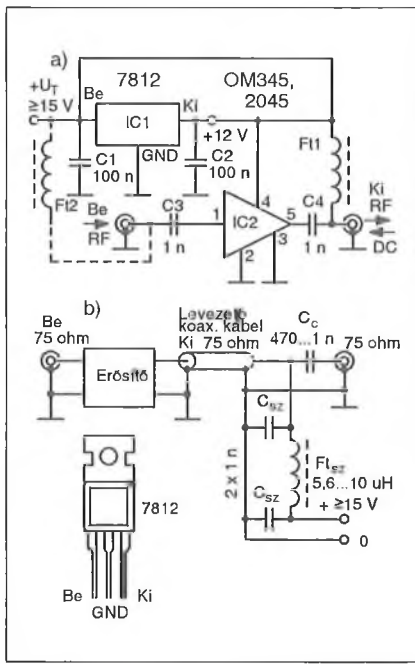 a)
7812
OM345,
2045
+U_T
≥15 V
Be
IC1
Ki
+12 V
GND
C1
100 n
C2
100 n
Ft1
Ft2
Be
RF
C3
1 n
1
IC2
4
5
2
3
C4
1 n
Ki
RF
DC
b)
Be
75 ohm
Erősítő
Levezető
koax. kábel
Ki 75 ohm
C_c
470...1 n
75 ohm
C_sz
2 x 1 n
C_sz
Ft_sz
5,6...10 uH
+ ≥15 V
0
7812
Be
GND
Ki